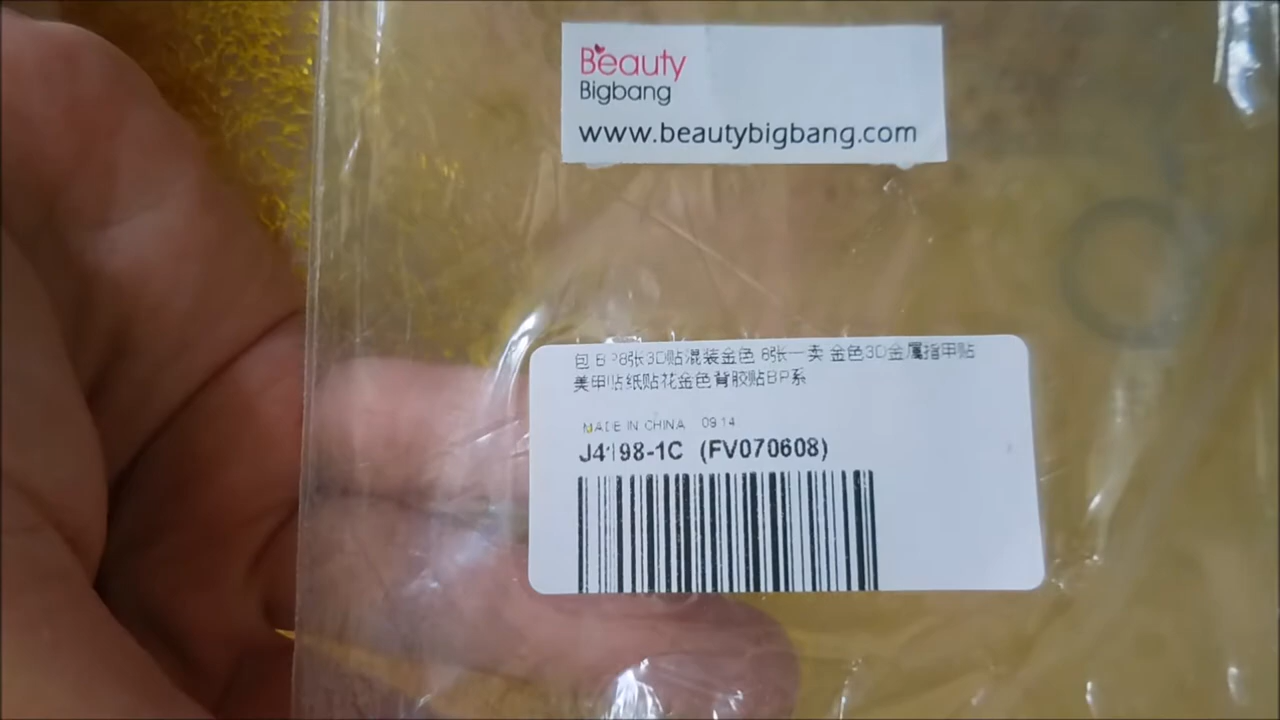 Beauty
Bigbang
www.beautybigbang.com
包 8张3D贴混装金色 6张一卖 金色3D金属指甲贴
美甲贴纸贴花金色背胶贴BP系
MADE IN CHINA 09 14
J4198-1C (FV070608)